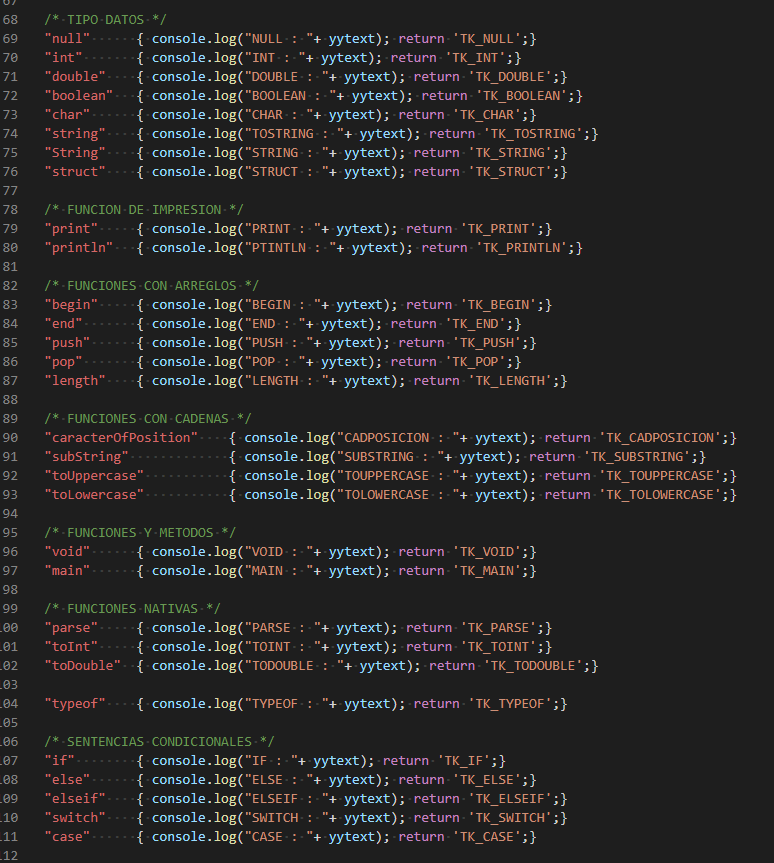 67
68 /* TIPO DATOS */
69 "null" { console.log("NULL : "+ yytext); return 'TK_NULL';}
70 "int" { console.log("INT : "+ yytext); return 'TK_INT';}
71 "double" { console.log("DOUBLE : "+ yytext); return 'TK_DOUBLE';}
72 "boolean" { console.log("BOOLEAN : "+ yytext); return 'TK_BOOLEAN';}
73 "char" { console.log("CHAR : "+ yytext); return 'TK_CHAR';}
74 "string" { console.log("TOSTRING : "+ yytext); return 'TK_TOSTRING';}
75 "String" { console.log("STRING : "+ yytext); return 'TK_STRING';}
76 "struct" { console.log("STRUCT : "+ yytext); return 'TK_STRUCT';}
77
78 /* FUNCION DE IMPRESION */
79 "print" { console.log("PRINT : "+ yytext); return 'TK_PRINT';}
80 "println" { console.log("PTINTLN : "+ yytext); return 'TK_PRINTLN';}
81
82 /* FUNCIONES CON ARREGLOS */
83 "begin" { console.log("BEGIN : "+ yytext); return 'TK_BEGIN';}
84 "end" { console.log("END : "+ yytext); return 'TK_END';}
85 "push" { console.log("PUSH : "+ yytext); return 'TK_PUSH';}
86 "pop" { console.log("POP : "+ yytext); return 'TK_POP';}
87 "length" { console.log("LENGTH : "+ yytext); return 'TK_LENGTH';}
88
89 /* FUNCIONES CON CADENAS */
90 "caracterOfPosition" { console.log("CADPOSICION : "+ yytext); return 'TK_CADPOSICION';}
91 "subString" { console.log("SUBSTRING : "+ yytext); return 'TK_SUBSTRING';}
92 "toUppercase" { console.log("TOUPPERCASE : "+ yytext); return 'TK_TOUPPERCASE';}
93 "toLowercase" { console.log("TOLOWERCASE : "+ yytext); return 'TK_TOLOWERCASE';}
94
95 /* FUNCIONES Y METODOS */
96 "void" { console.log("VOID : "+ yytext); return 'TK_VOID';}
97 "main" { console.log("MAIN : "+ yytext); return 'TK_MAIN';}
98
99 /* FUNCIONES NATIVAS */
100 "parse" { console.log("PARSE : "+ yytext); return 'TK_PARSE';}
101 "toInt" { console.log("TOINT : "+ yytext); return 'TK_TOINT';}
102 "toDouble" { console.log("TODOUBLE : "+ yytext); return 'TK_TODOUBLE';}
103
104 "typeof" { console.log("TYPEOF : "+ yytext); return 'TK_TYPEOF';}
105
106 /* SENTENCIAS CONDICIONALES */
107 "if" { console.log("IF : "+ yytext); return 'TK_IF';}
108 "else" { console.log("ELSE : "+ yytext); return 'TK_ELSE';}
109 "elseif" { console.log("ELSEIF : "+ yytext); return 'TK_ELSEIF';}
110 "switch" { console.log("SWITCH : "+ yytext); return 'TK_SWITCH';}
111 "case" { console.log("CASE : "+ yytext); return 'TK_CASE';}
112